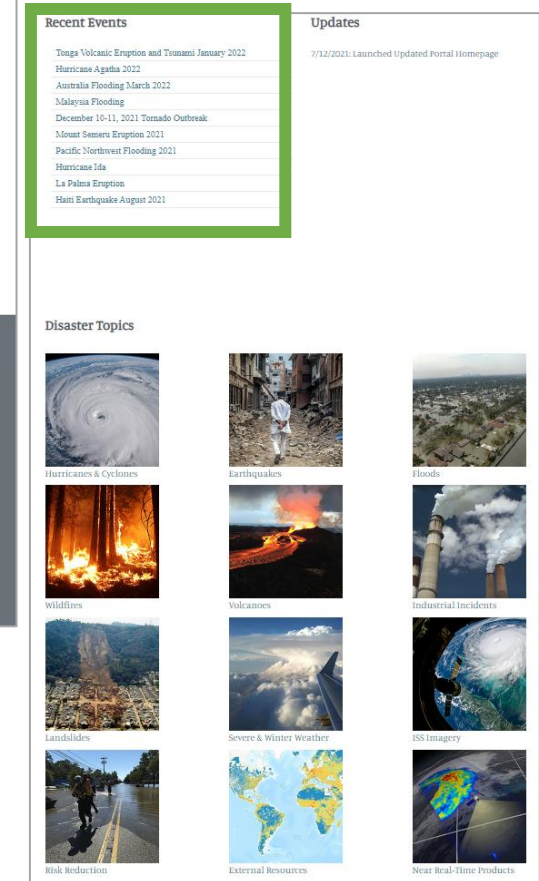 Recent Events
Tonga Volcanic Eruption and Tsunami January 2022
Hurricane Agatha 2022
Australia Flooding March 2022
Malaysia Flooding
December 10-11, 2021 Tornado Outbreak
Mount Semeru Eruption 2021
Pacific Northwest Flooding 2021
Hurricane Ida
La Palma Eruption
Haiti Earthquake August 2021
Updates
7/12/2021: Launched Updated Portal Homepage
Disaster Topics
Hurricanes & Cyclones
Earthquakes
Floods
Wildfires
Volcanoes
Industrial Incidents
Landslides
Severe & Winter Weather
ISS Imagery
Risk Reduction
External Resources
Near Real-Time Products